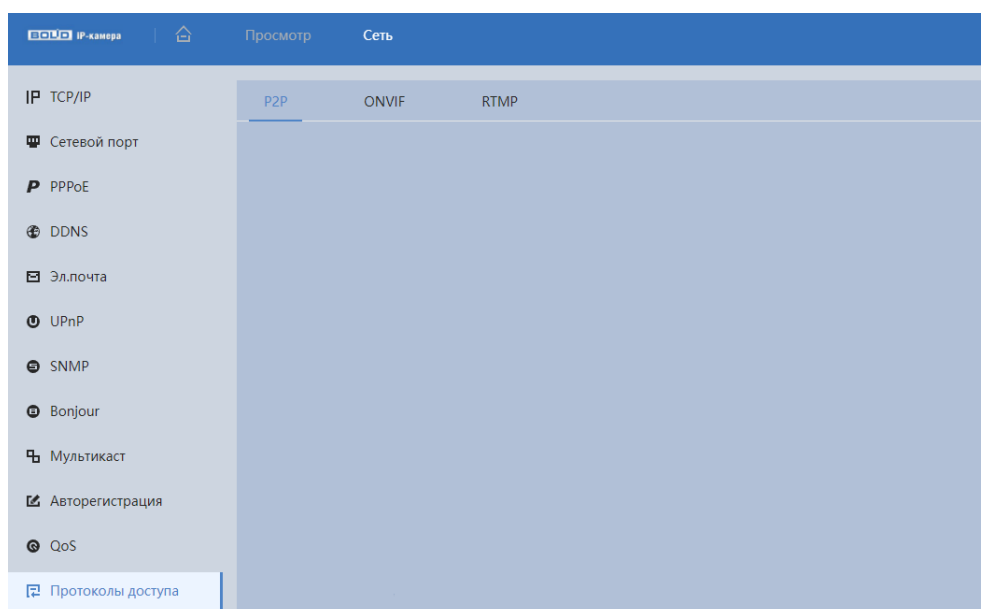 BOLID IP-камера
Просмотр
Сеть
IP TCP/IP
P2P
ONVIF
RTMP
Сетевой порт
P PPPoE
DDNS
Эл.почта
UPnP
SNMP
Bonjour
Мультикаст
Авторегистрация
QoS
Протоколы доступа